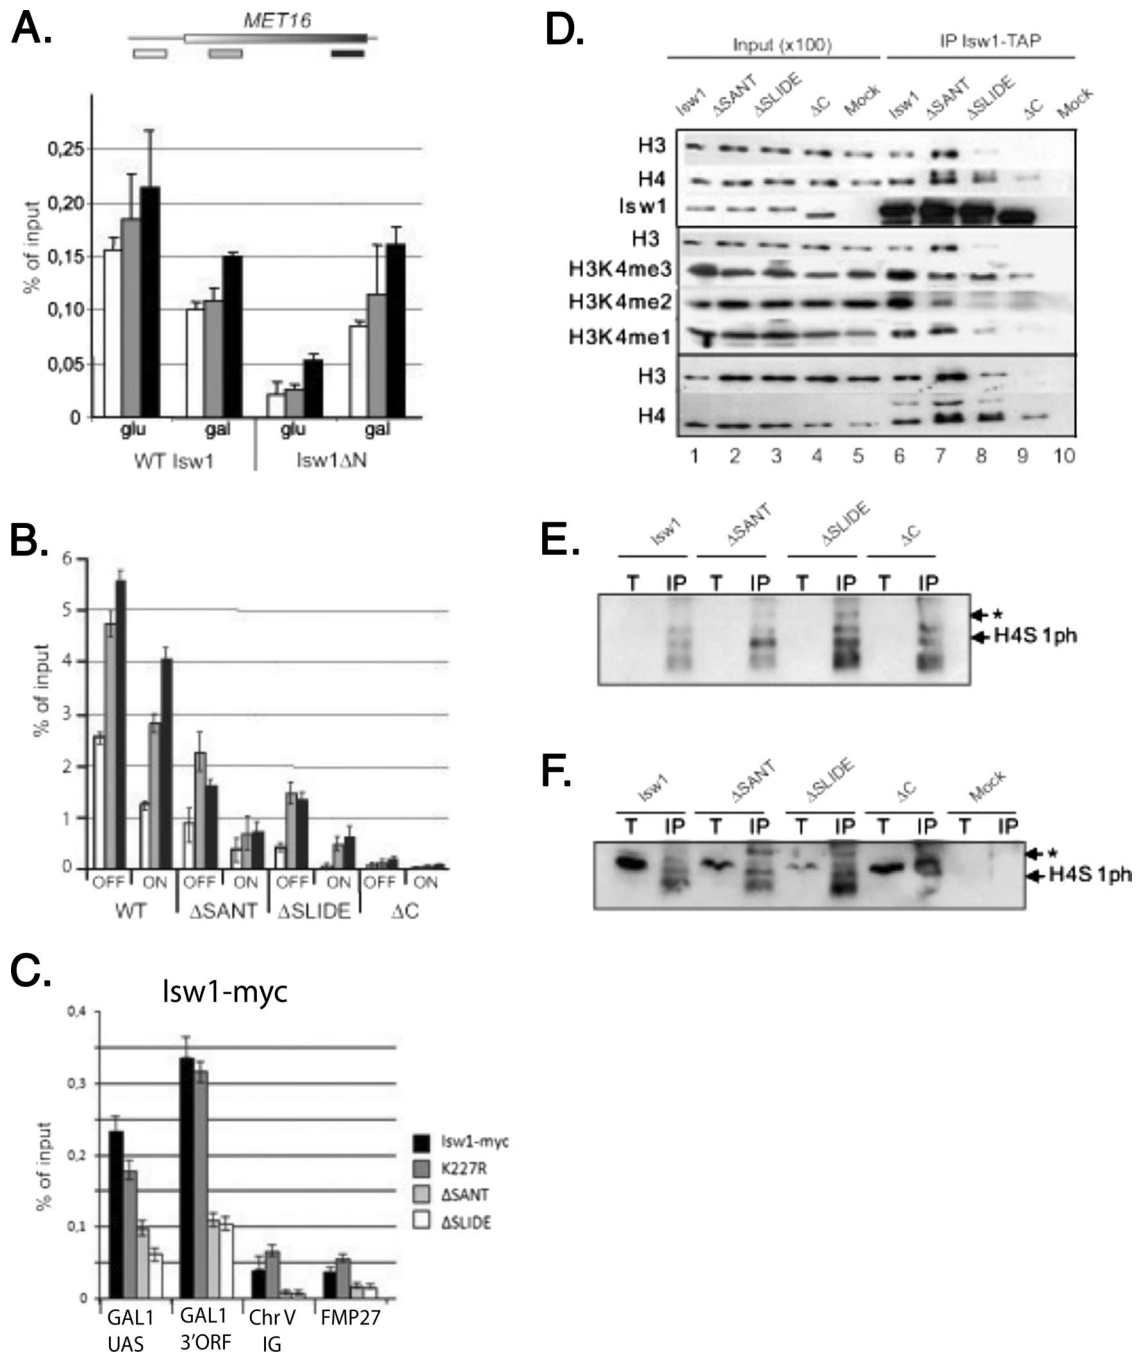 A.
MET16
0,25
0,20
0,15
0,10
0,05
0
% of input
glu gal glu gal
WT Isw1 Isw1ΔN
B.
6
5
4
3
2
1
0
% of input
OFF ON OFF ON OFF ON OFF ON
WT ΔSANT ΔSLIDE ΔC
C.
Isw1-myc
0,4
0,3
0,2
0,1
0
% of input
Isw1-myc
K227R
ΔSANT
ΔSLIDE
GAL1 GAL1 Chr V FMP27
UAS 3'ORF IG
D.
Input (x100) IP Isw1-TAP
Isw1 ΔSANT ΔSLIDE ΔC Mock Isw1 ΔSANT ΔSLIDE ΔC Mock
H3
H4
Isw1
H3
H3K4me3
H3K4me2
H3K4me1
H3
H4
1 2 3 4 5 6 7 8 9 10
E.
Isw1 ΔSANT ΔSLIDE ΔC
T IP T IP T IP T IP
*
H4S1ph
F.
Isw1 ΔSANT ΔSLIDE ΔC Mock
T IP T IP T IP T IP T IP
*
H4S1ph